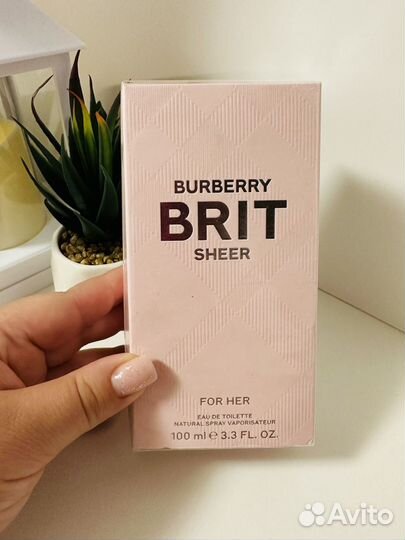 BURBERRY
BRIT
SHEER
FOR HER
EAU DE TOILETTE
NATURAL SPRAY VAPORISATEUR
100 ml ℮ 3.3 FL. OZ.
Avito